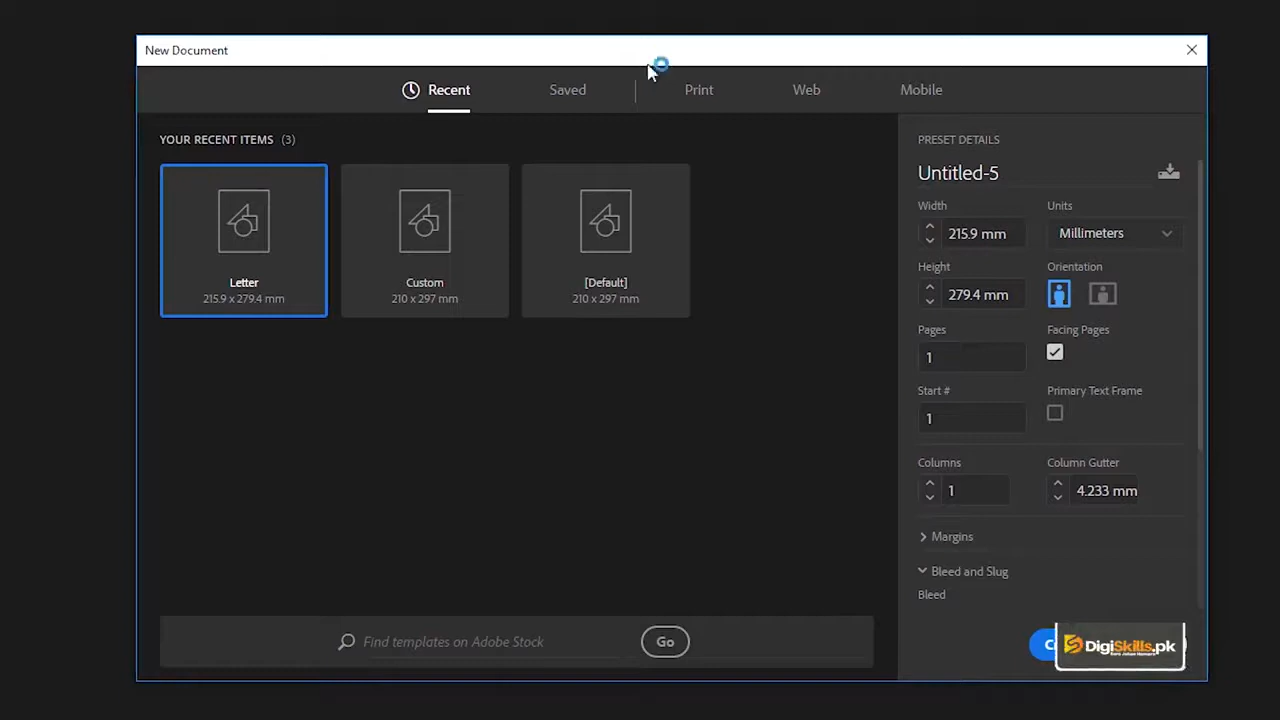 New Document
Recent Saved Print Web Mobile
YOUR RECENT ITEMS (3)
Letter
215.9 x 279.4 mm
Custom
210 x 297 mm
[Default]
210 x 297 mm
Find templates on Adobe Stock
Go
PRESET DETAILS
Untitled-5
Width
215.9 mm
Units
Millimeters
Height
279.4 mm
Orientation
Pages
1
Facing Pages
Start #
1
Primary Text Frame
Columns
1
Column Gutter
4.233 mm
Margins
Bleed and Slug
Bleed
DigiSkills.pk